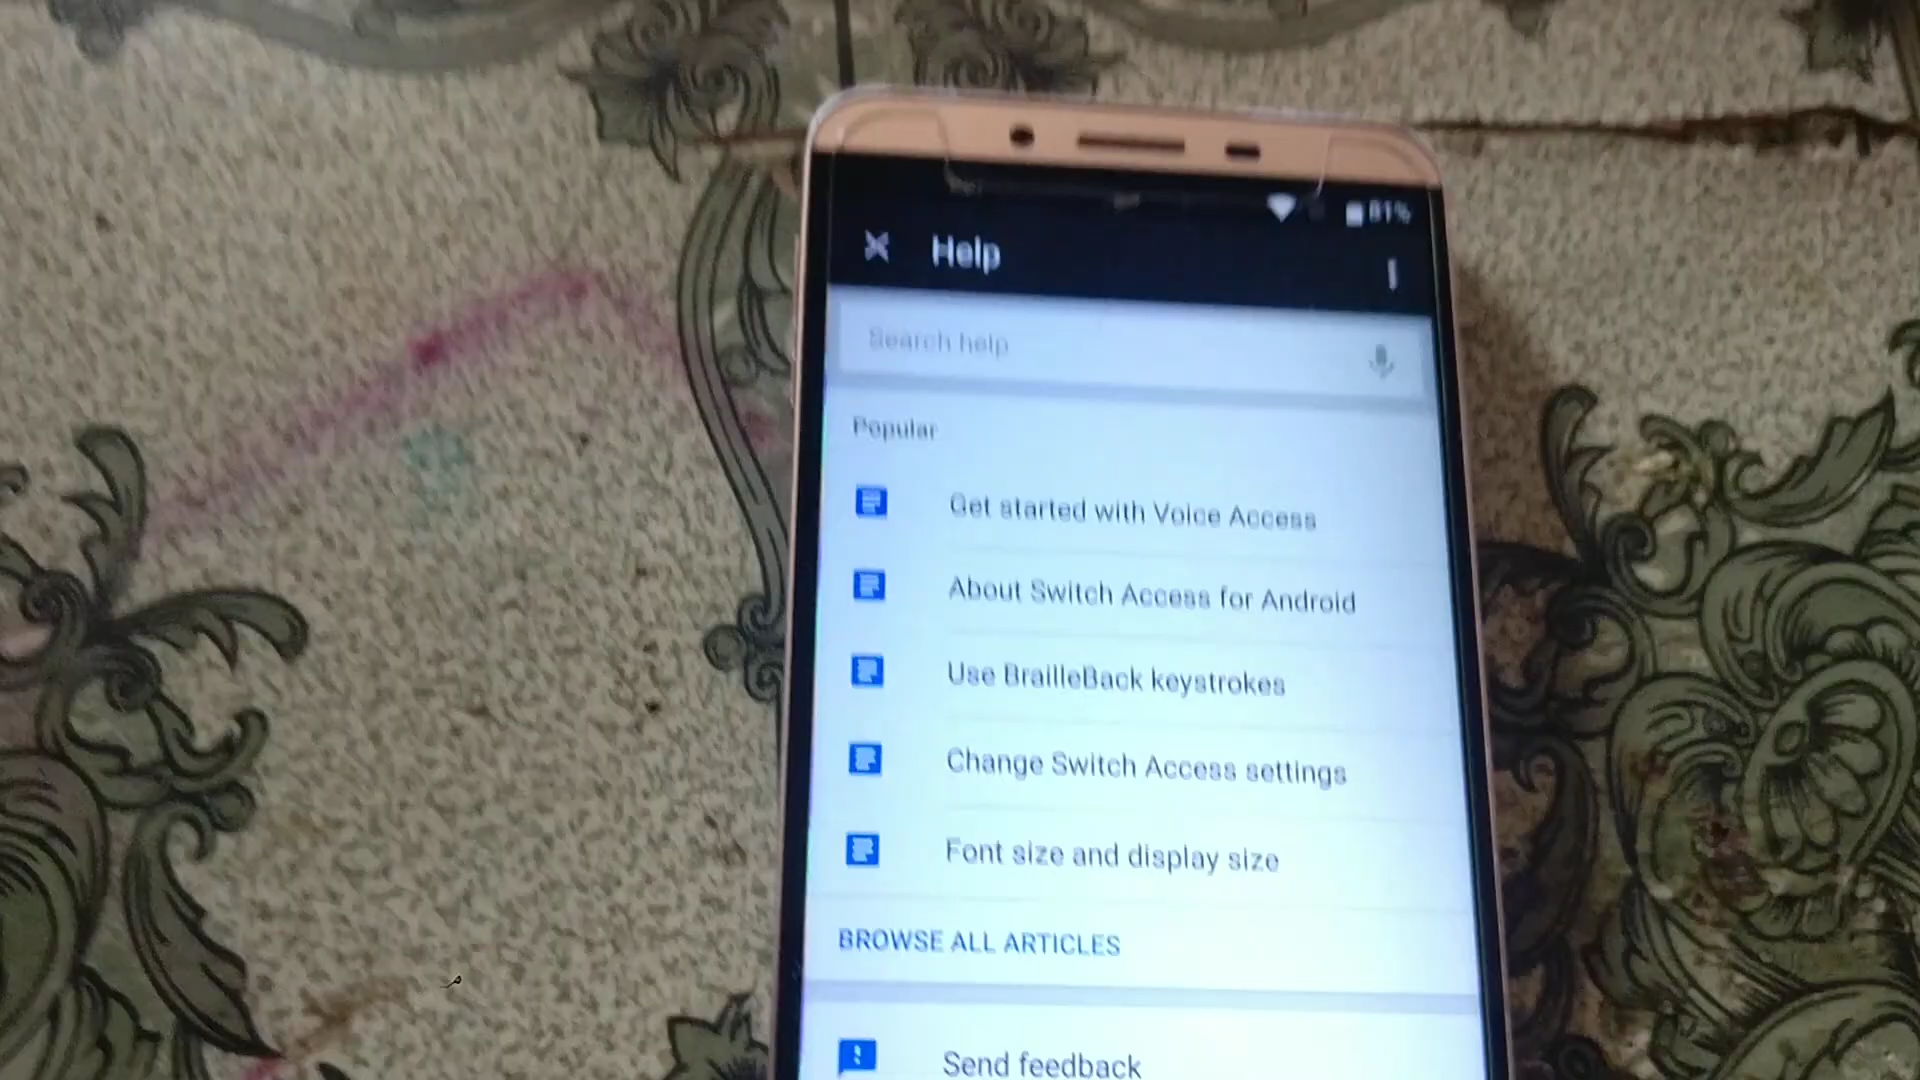 81%
Help
Search help
Popular
Get started with Voice Access
About Switch Access for Android
Use BrailleBack keystrokes
Change Switch Access settings
Font size and display size
BROWSE ALL ARTICLES
Send feedback